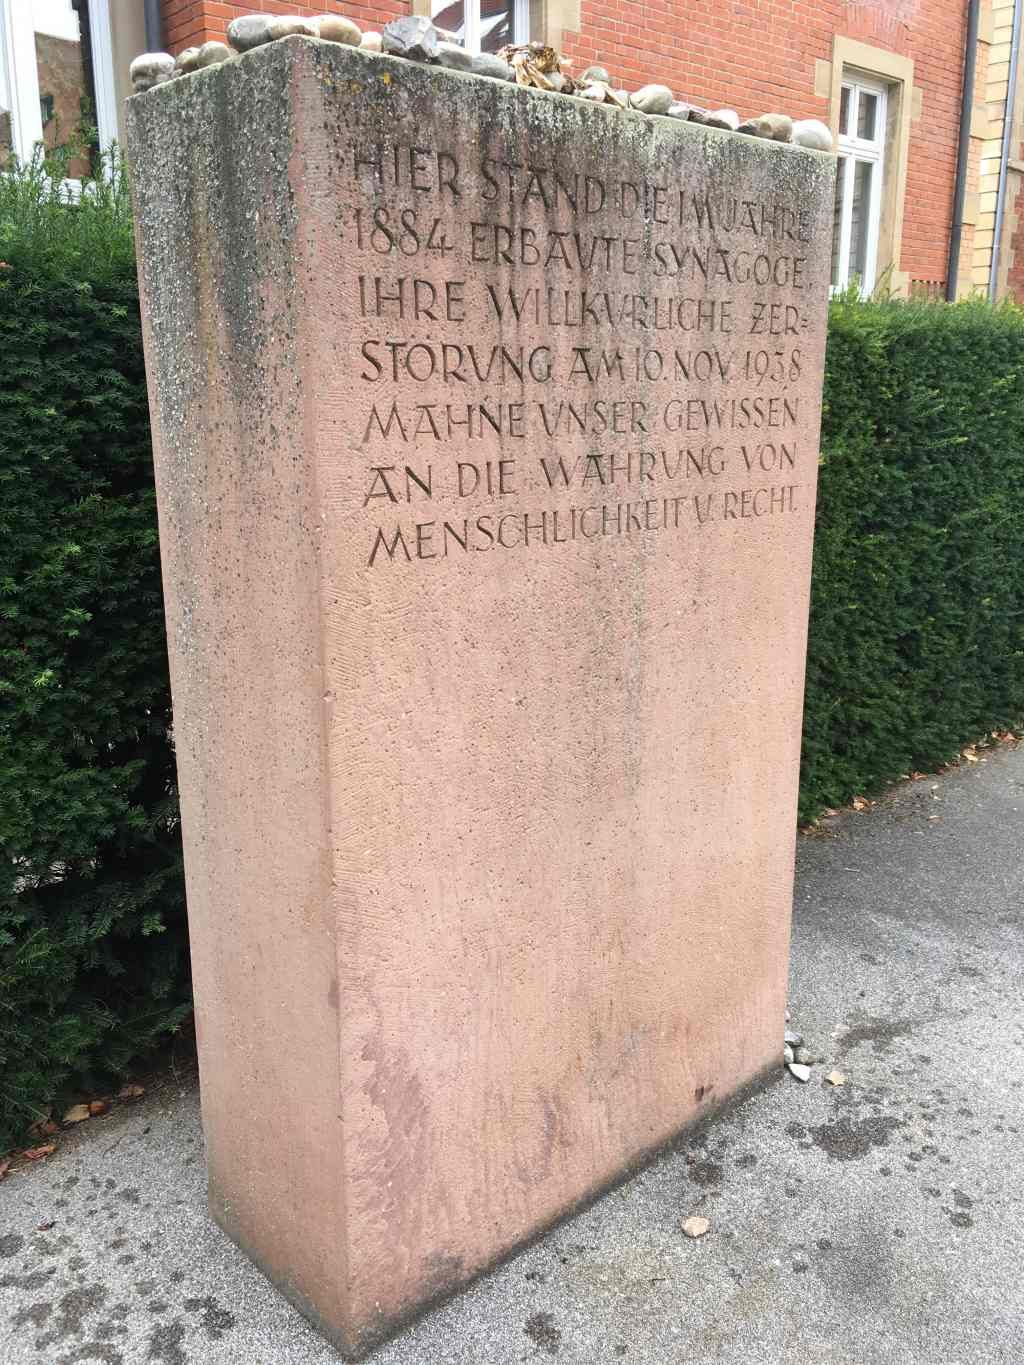 HIER STAND DIE IM JAHRE
1884 ERBAVTE SYNAGOGE,
IHRE WILLKVRLICHE ZER=
STÖRVNG AM 10. NOV. 1938
MAHNE VNSER GEWISSEN
AN DIE WAHRVNG VON
MENSCHLICHKEIT V. RECHT.